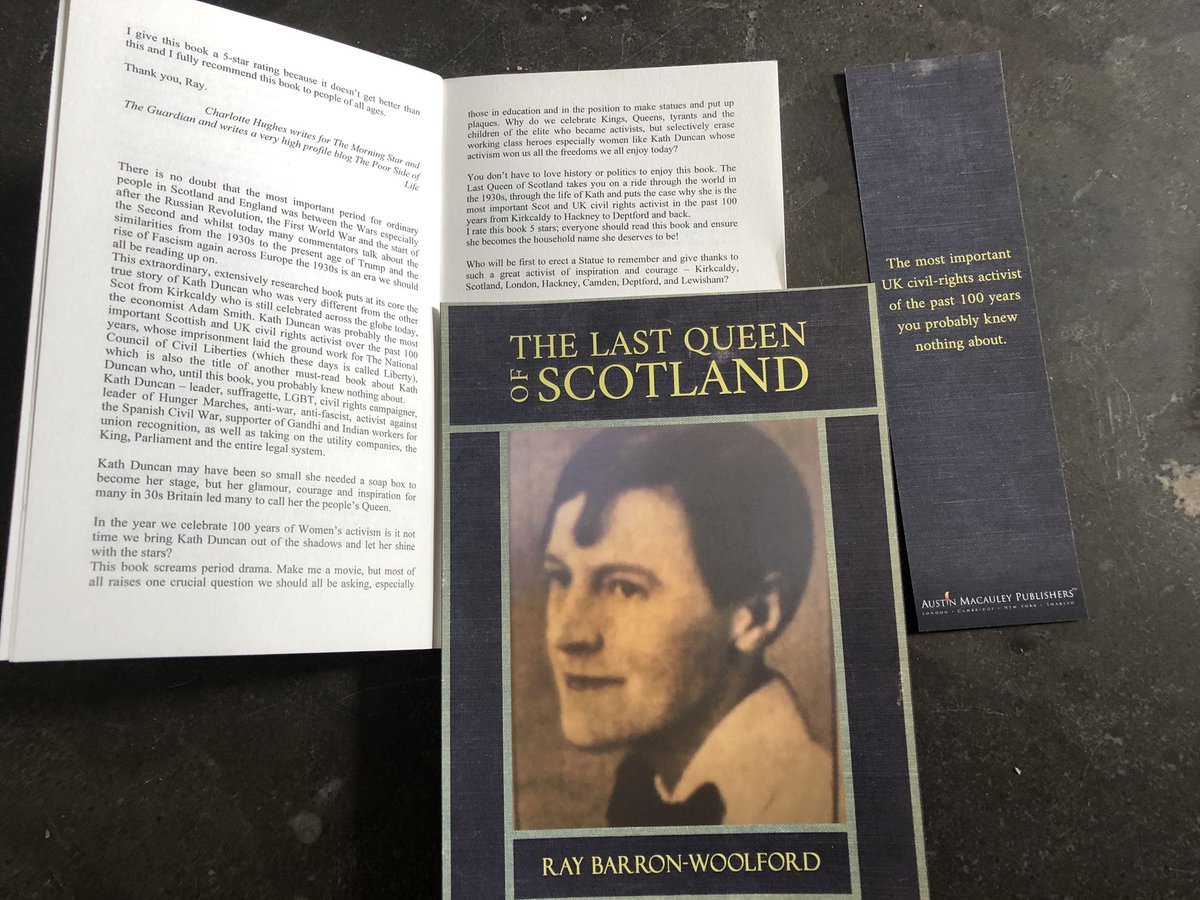 I give this book a 5-star rating because it doesn't get better than
this and I fully recommend this book to people of all ages.
Thank you, Ray.
Charlotte Hughes writes for The Morning Star and
The Guardian and writes a very high profile blog The Poor Side of
Life
There is no doubt that the most important period for ordinary
people in Scotland and England was between the Wars especially
after the Russian Revolution, the First World War and the start of
the Second and whilst today many commentators talk about the
similarities from the 1930s to the present age of Trump and the
rise of Fascism again across Europe the 1930s is an era we should
all be reading up on.
This extraordinary, extensively researched book puts at its core the
true story of Kath Duncan who was very different from the other
Scot from Kirkcaldy who is still celebrated across the globe today,
the economist Adam Smith. Kath Duncan was probably the most
important Scottish and UK civil rights activist over the past 100
years, whose imprisonment laid the ground work for The National
Council of Civil Liberties (which these days is called Liberty).
which is also the title of another must-read book about Kath
Duncan who, until this book, you probably knew nothing about.
Kath Duncan – leader, suffragette, LGBT, civil rights campaigner,
leader of Hunger Marches, anti-war, anti-fascist, activist against
the Spanish Civil War, supporter of Gandhi and Indian workers for
union recognition, as well as taking on the utility companies, the
King, Parliament and the entire legal system.
Kath Duncan may have been so small she needed a soap box to
become her stage, but her glamour, courage and inspiration for
many in 30s Britain led many to call her the people's Queen.
In the year we celebrate 100 years of Women's activism is it not
time we bring Kath Duncan out of the shadows and let her shine
with the stars?
This book screams period drama. Make me a movie, but most of
all raises one crucial question we should all be asking, especially
those in education and in the position to make statues and put up
plaques. Why do we celebrate Kings, Queens, tyrants and the
children of the elite who became activists, but selectively erase
working class heroes especially women like Kath Duncan whose
activism won us all the freedoms we all enjoy today?
You don't have to love history or politics to enjoy this book. The
Last Queen of Scotland takes you on a ride through the world in
the 1930s, through the life of Kath and puts the case why she is the
most important Scot and UK civil rights activist in the past 100
years from Kirkcaldy to Hackney to Deptford and back.
I rate this book 5 stars; everyone should read this book and ensure
she becomes the household name she deserves to be!
Who will be first to erect a Statue to remember and give thanks to
such a great activist of inspiration and courage – Kirkcaldy,
Scotland, London, Hackney, Camden, Deptford, and Lewisham?
THE LAST QUEEN
OF SCOTLAND
RAY BARRON-WOOLFORD
The most important
UK civil-rights activist
of the past 100 years
you probably knew
nothing about.
AUSTIN MACAULEY PUBLISHERS™
LONDON • CAMBRIDGE • NEW YORK • SHARJAH